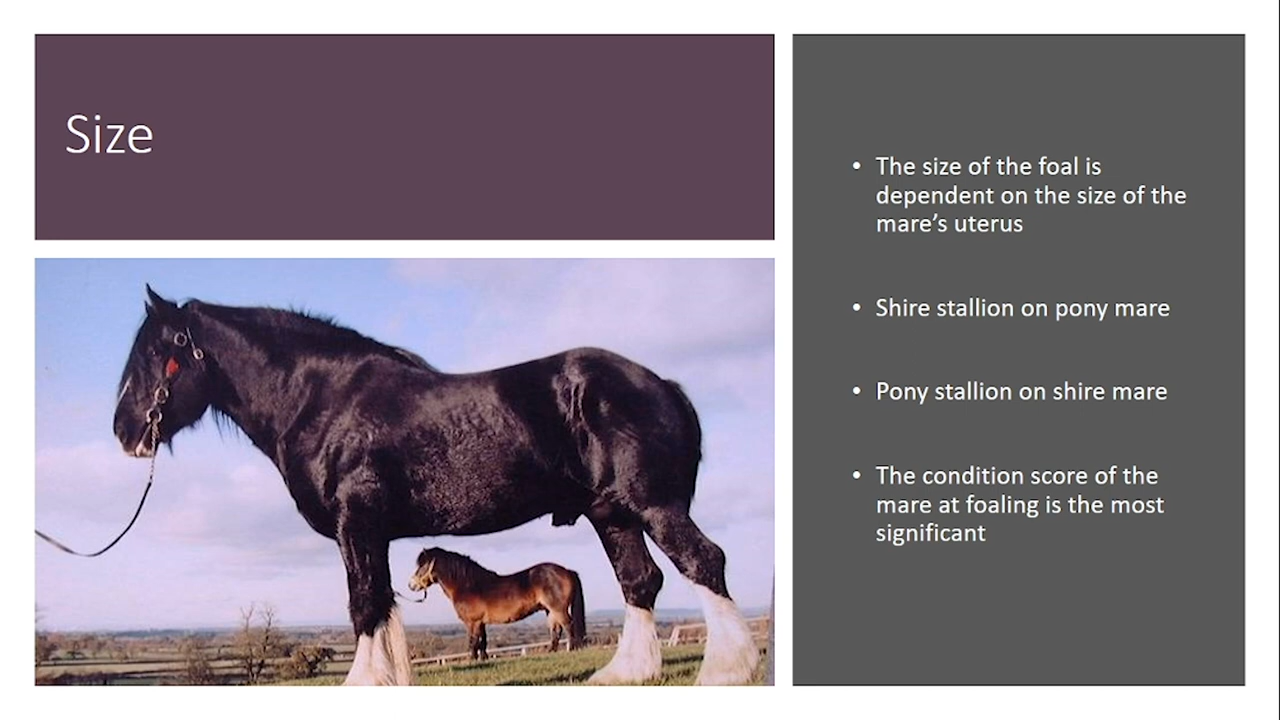 Size
• The size of the foal is
dependent on the size of the
mare’s uterus
• Shire stallion on pony mare
• Pony stallion on shire mare
• The condition score of the
mare at foaling is the most
significant